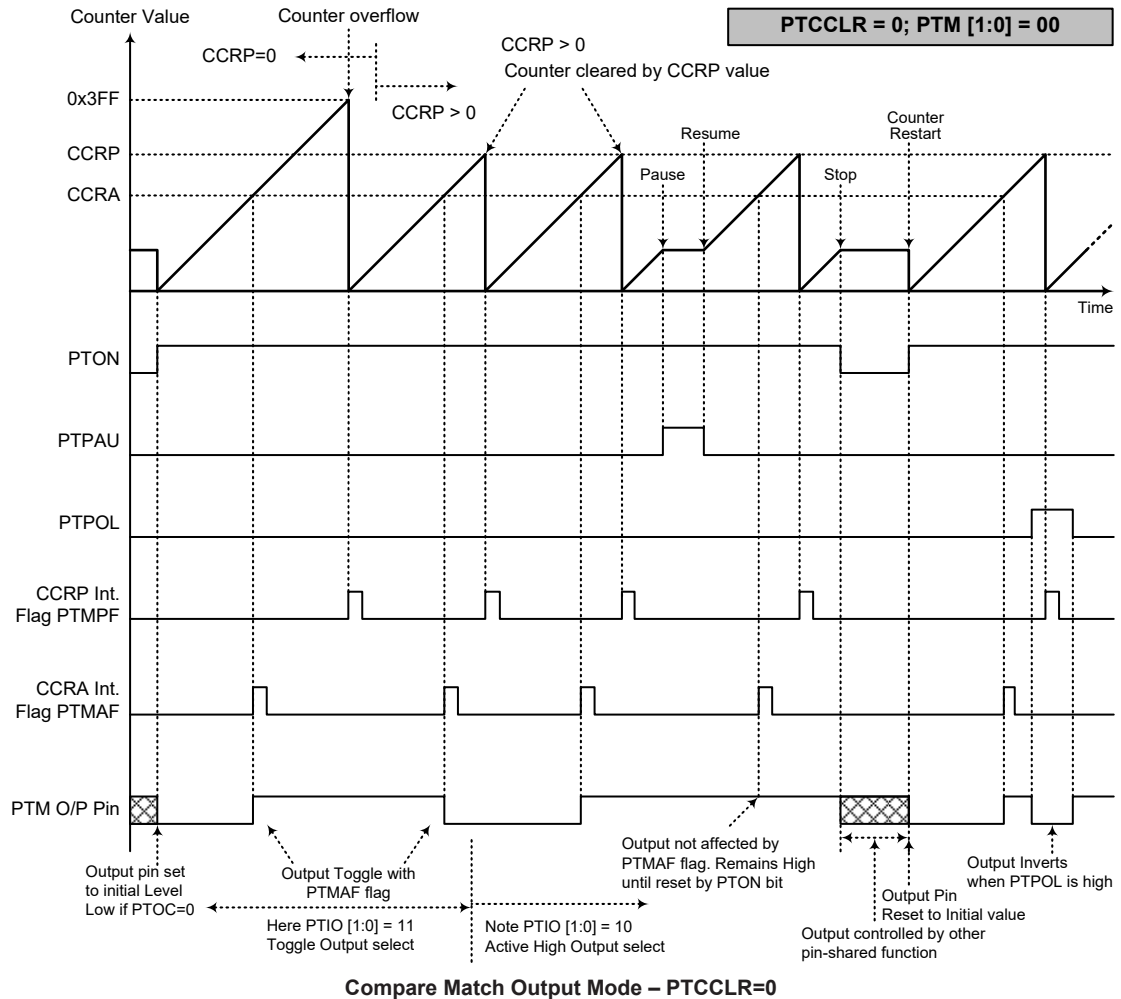 Counter Value
Counter overflow
PTCCLR = 0; PTM [1:0] = 00
CCRP=0
CCRP > 0
CCRP > 0
Counter cleared by CCRP value
0x3FF
CCRP
CCRA
Pause
Resume
Stop
Counter
Restart
Time
PTON
PTPAU
PTPOL
CCRP Int.
Flag PTMPF
CCRA Int.
Flag PTMAF
PTM O/P Pin
Output pin set
to initial Level
Low if PTOC=0
Output Toggle with
PTMAF flag
Here PTIO [1:0] = 11
Toggle Output select
Note PTIO [1:0] = 10
Active High Output select
Output not affected by
PTMAF flag. Remains High
until reset by PTON bit
Output Pin
Reset to Initial value
Output controlled by other
pin-shared function
Output Inverts
when PTPOL is high
Compare Match Output Mode – PTCCLR=0